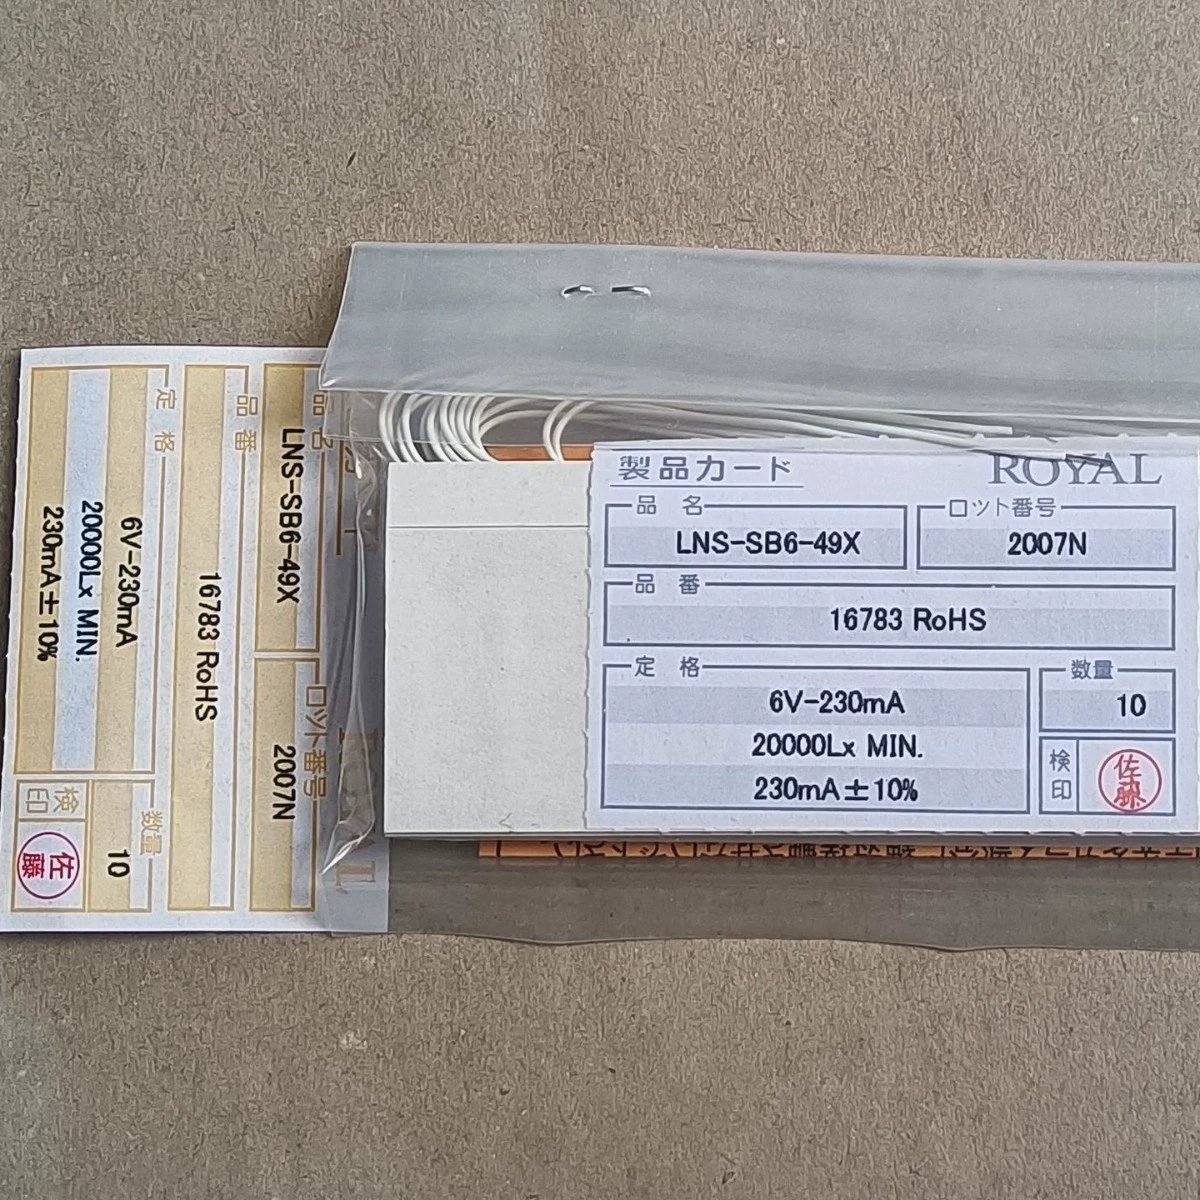 製品カード ROYAL
品名 ロット番号
LNS-SB6-49X 2007N
品番
16783 RoHS
定格 数量
6V-230mA 10
20000Lx MIN.
230mA±10%
検印 佐藤
品名 ロット番号
LNS-SB6-49X 2007N
品番
16783 RoHS
定格 数量
6V-230mA 10
20000Lx MIN.
230mA±10%
検印 佐藤